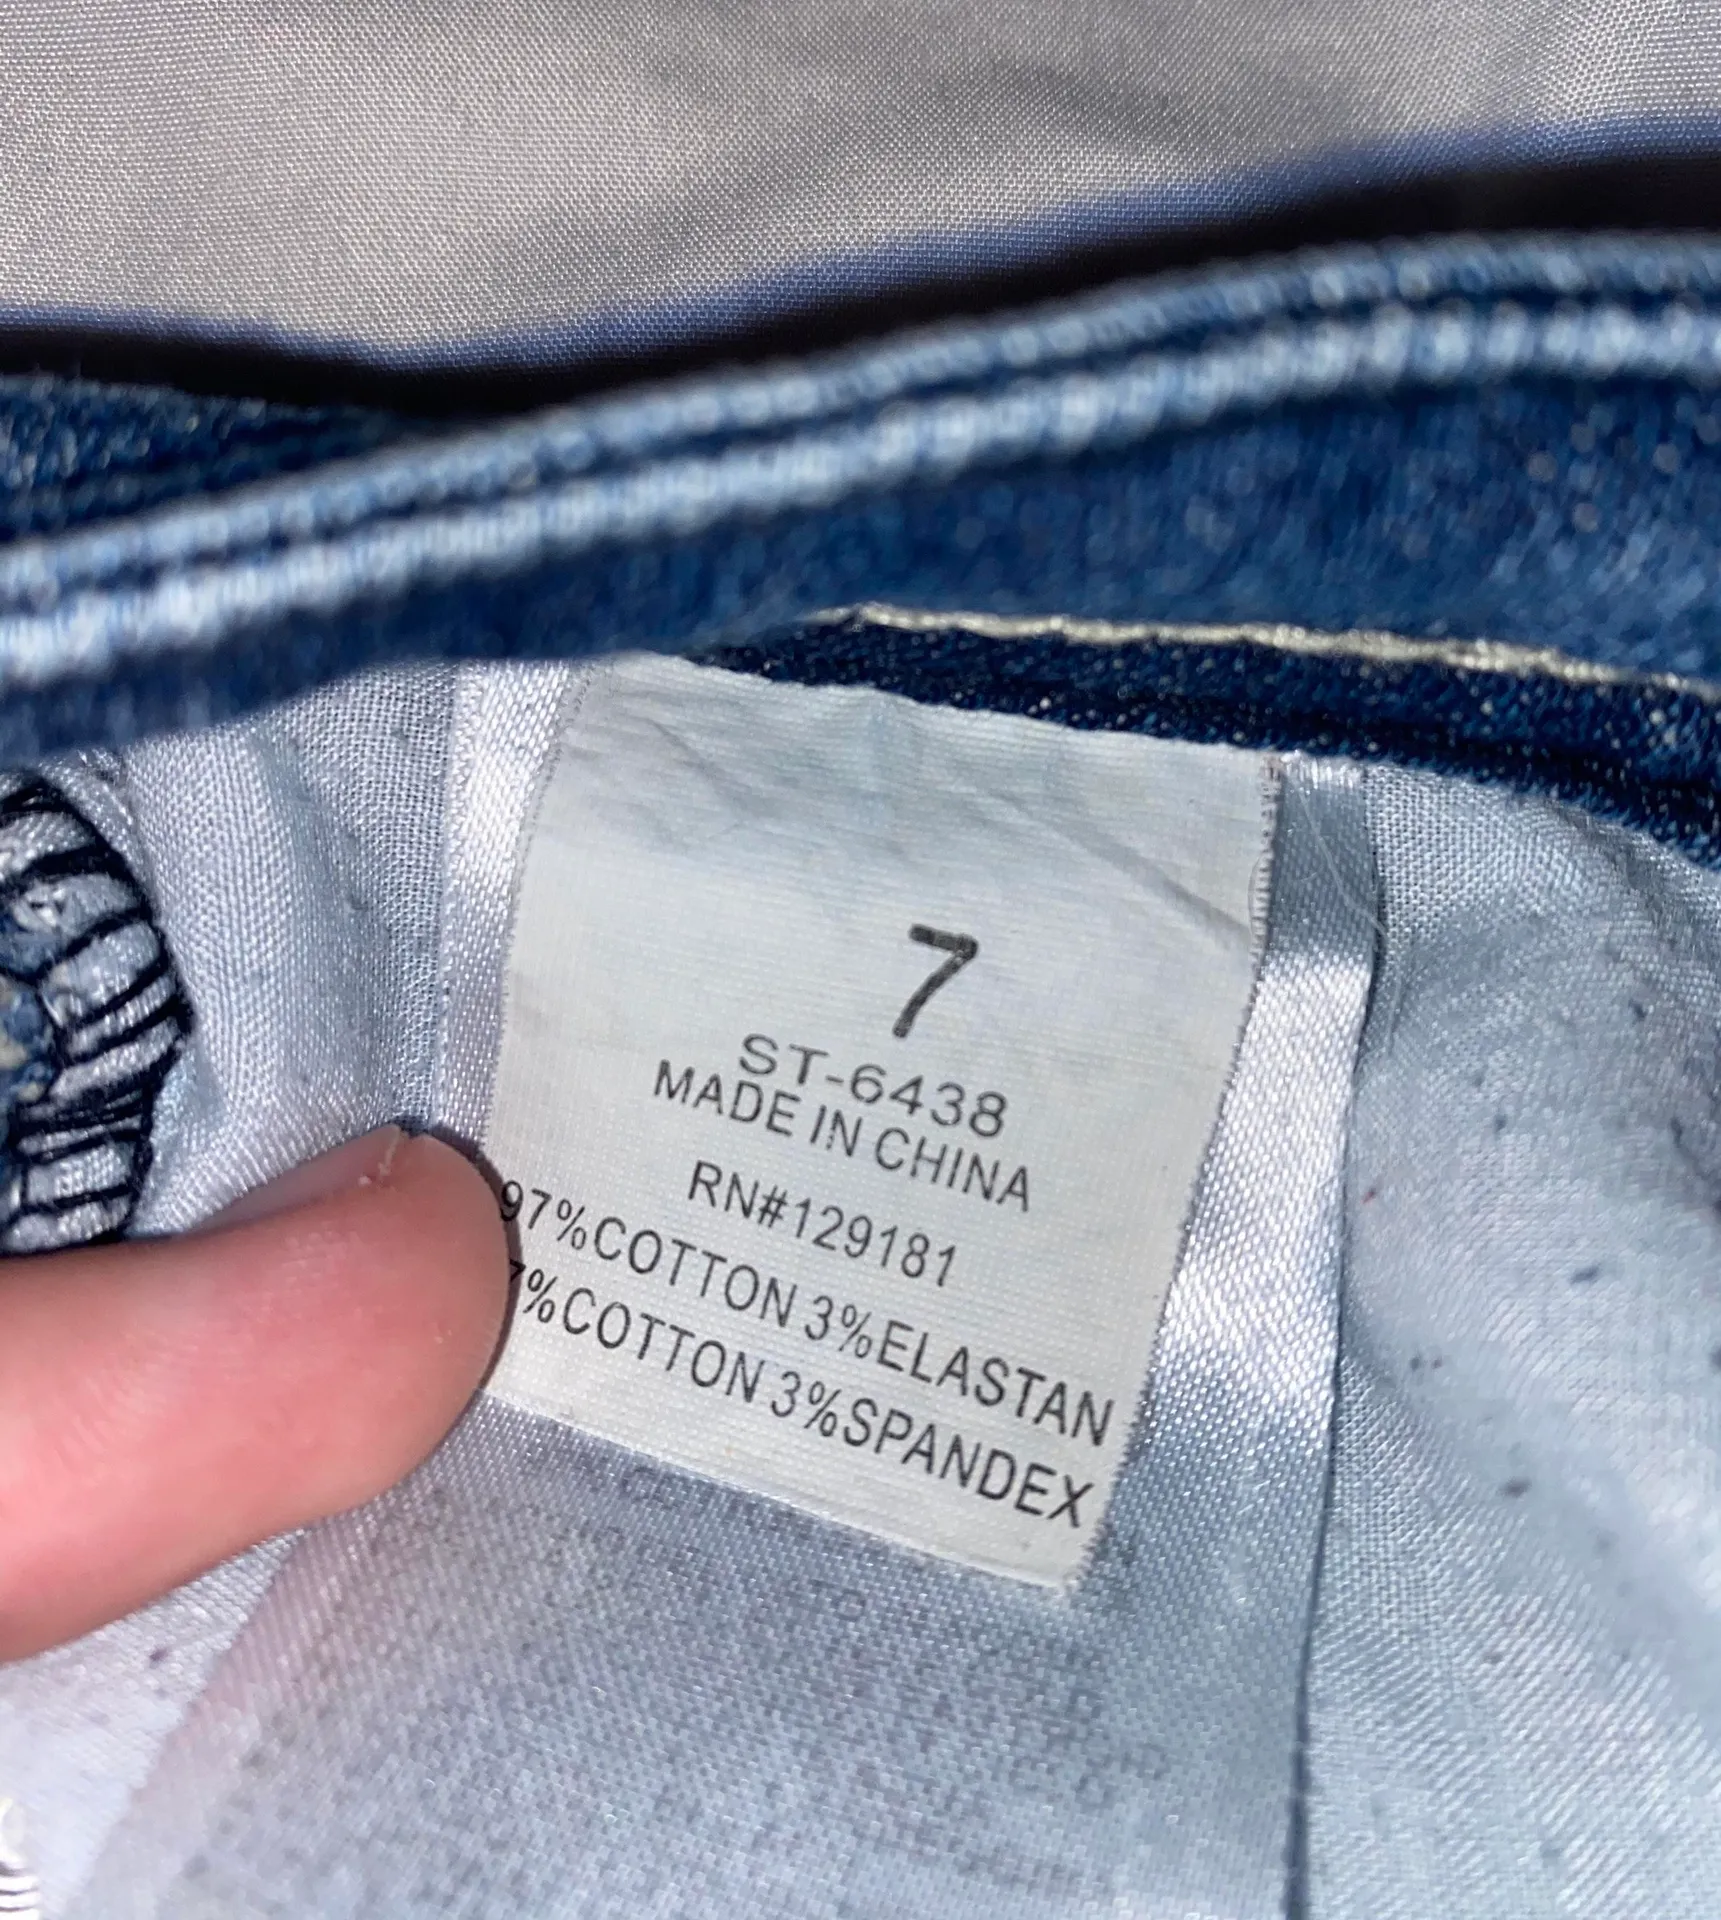 7
ST-6438
MADE IN CHINA
RN#129181
97%COTTON 3%ELASTAN
7%COTTON 3%SPANDEX